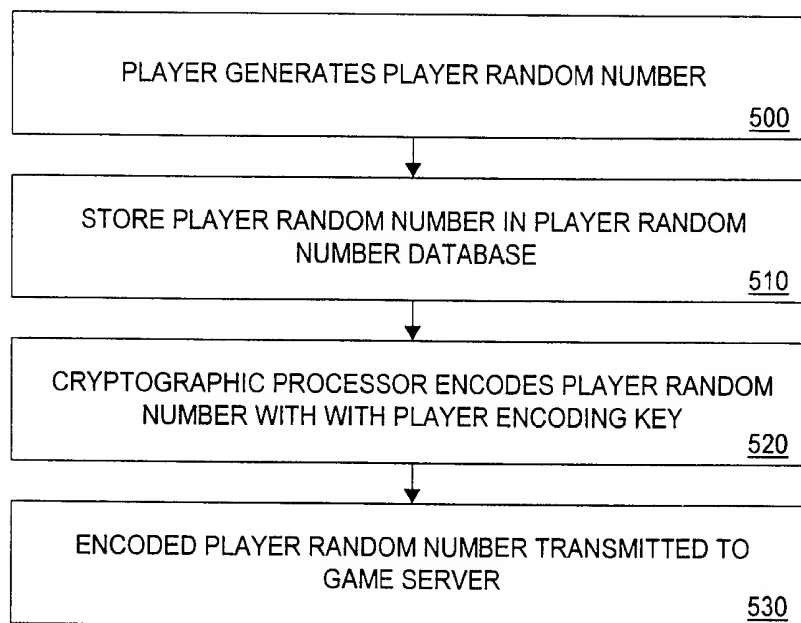 PLAYER GENERATES PLAYER RANDOM NUMBER
500
STORE PLAYER RANDOM NUMBER IN PLAYER RANDOM
NUMBER DATABASE
510
CRYPTOGRAPHIC PROCESSOR ENCODES PLAYER RANDOM
NUMBER WITH WITH PLAYER ENCODING KEY
520
ENCODED PLAYER RANDOM NUMBER TRANSMITTED TO
GAME SERVER
530